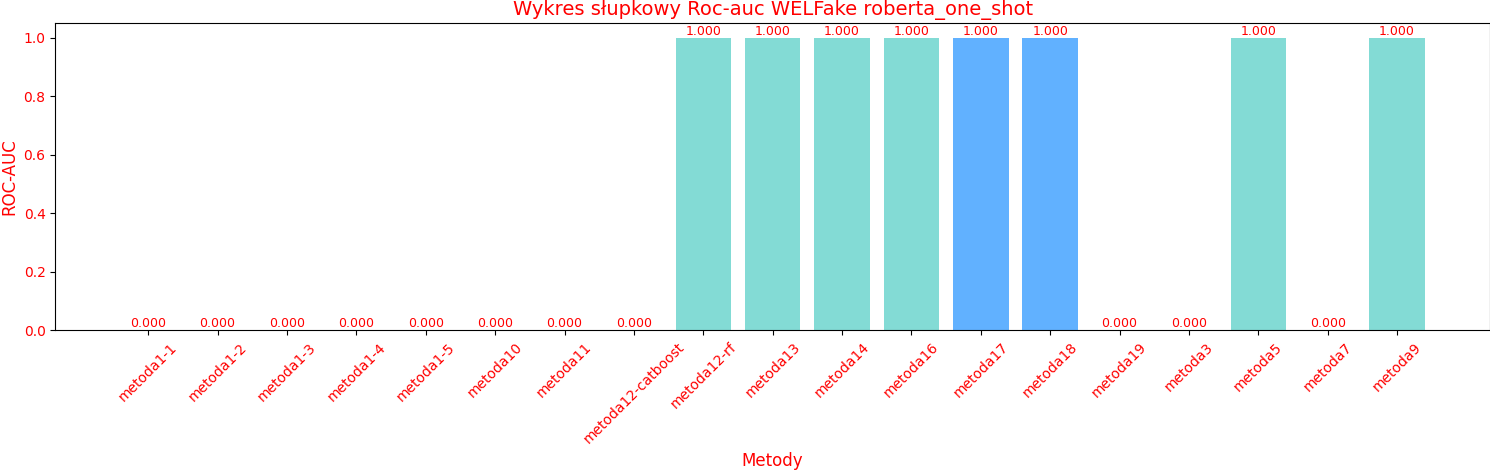 Wykres słupkowy Roc-auc WELFake roberta_one_shot
1.000 1.000 1.000 1.000 1.000 1.000 1.000 1.000
1.0
0.8
0.6
0.4
0.2
0.0
ROC-AUC
0.000 0.000 0.000 0.000 0.000 0.000 0.000 0.000 0.000 0.000 0.000
metoda1-1 metoda1-2 metoda1-3 metoda1-4 metoda1-5 metoda10 metoda11 metoda12-catboost metoda12-rf metoda13 metoda14 metoda16 metoda17 metoda18 metoda19 metoda3 metoda5 metoda7 metoda9
Metody